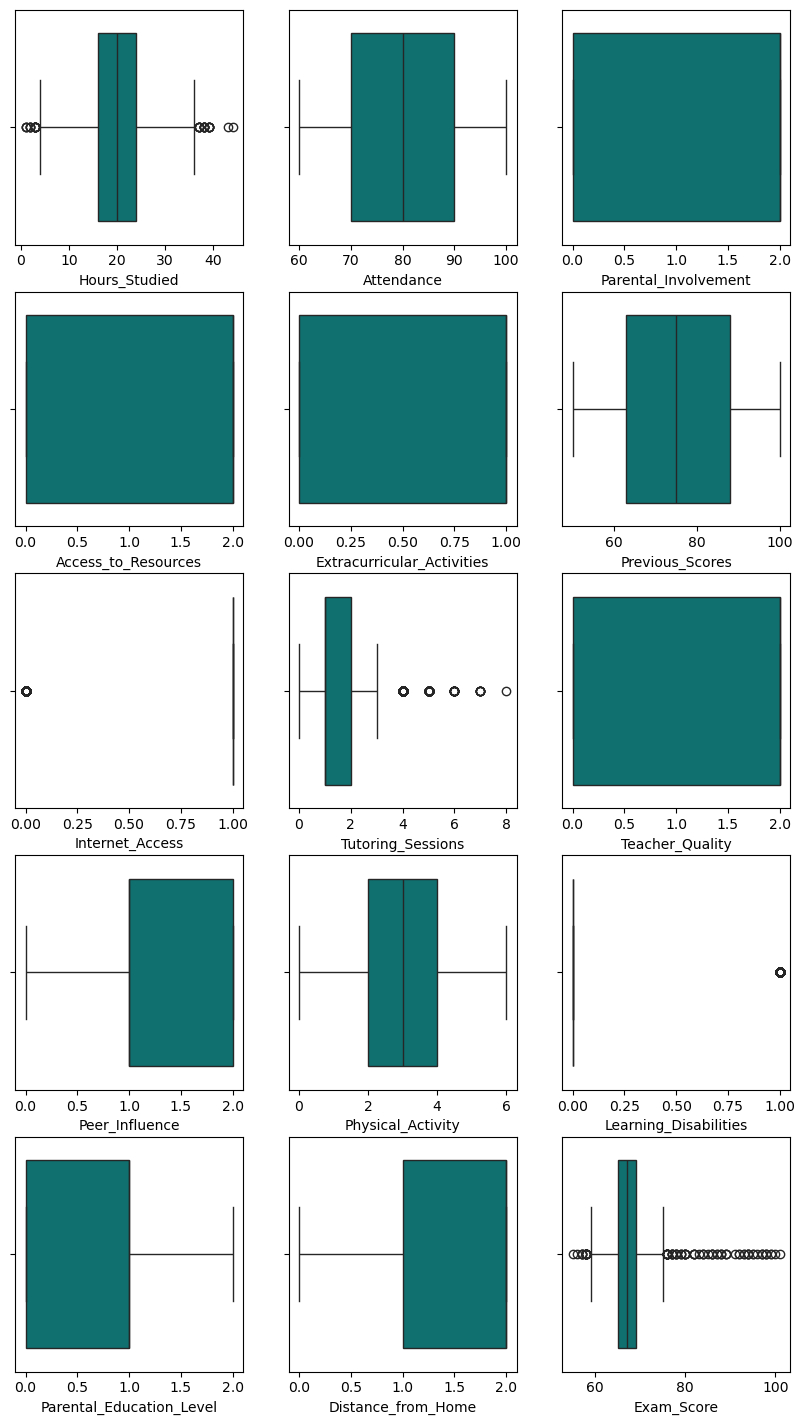 0 10 20 30 40
Hours_Studied
60 70 80 90 100
Attendance
0.0 0.5 1.0 1.5 2.0
Parental_Involvement
0.0 0.5 1.0 1.5 2.0
Access_to_Resources
0.00 0.25 0.50 0.75 1.00
Extracurricular_Activities
60 80 100
Previous_Scores
0.00 0.25 0.50 0.75 1.00
Internet_Access
0 2 4 6 8
Tutoring_Sessions
0.0 0.5 1.0 1.5 2.0
Teacher_Quality
0.0 0.5 1.0 1.5 2.0
Peer_Influence
0 2 4 6
Physical_Activity
0.00 0.25 0.50 0.75 1.00
Learning_Disabilities
0.0 0.5 1.0 1.5 2.0
Parental_Education_Level
0.0 0.5 1.0 1.5 2.0
Distance_from_Home
60 80 100
Exam_Score